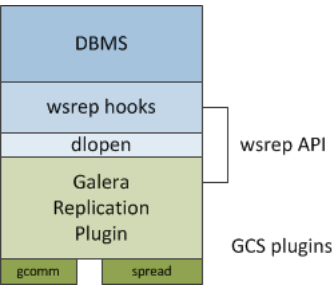 DBMS
wsrep hooks
dlopen
wsrep API
Galera
Replication
Plugin
GCS plugins
gcomm
spread